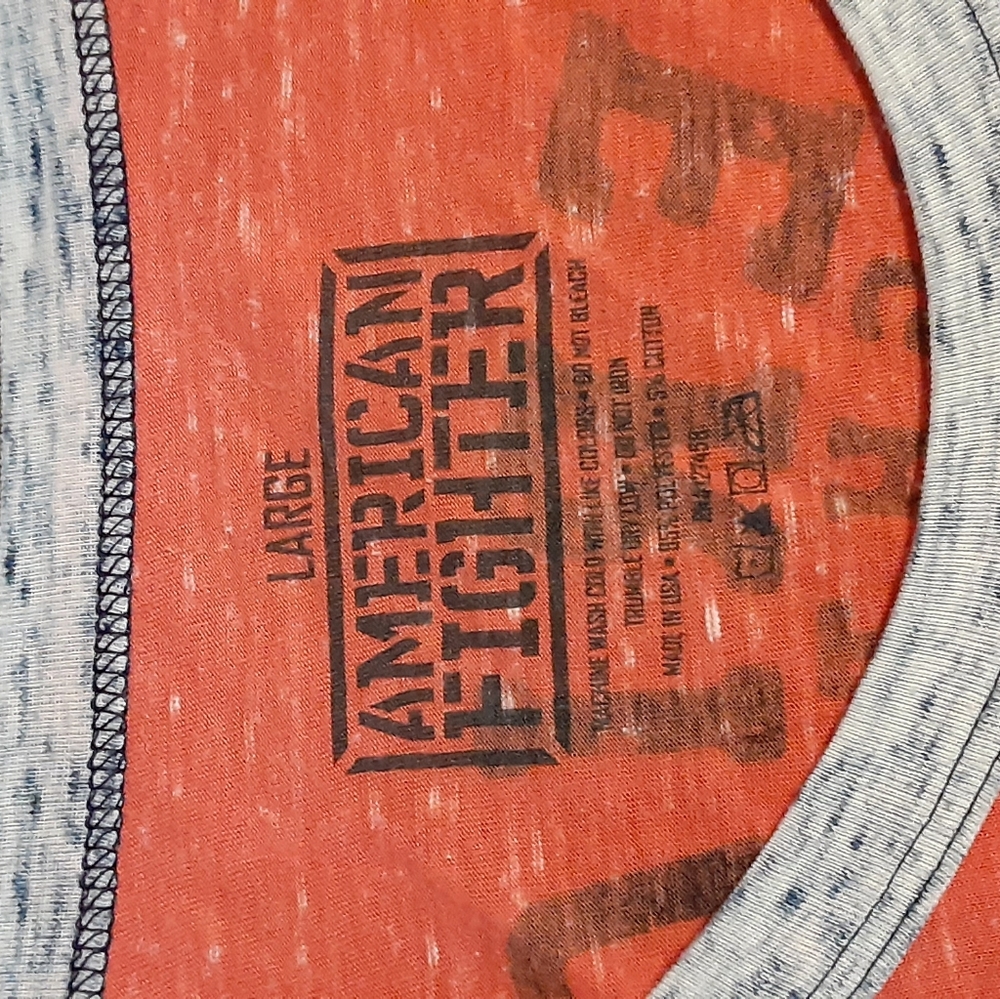 LARGE
AMERICAN
FIGHTER
MACHINE WASH COLD WITH LIKE COLORS • DO NOT BLEACH
TUMBLE DRY LOW • DO NOT IRON
MADE IN USA • 95% POLYESTER • 5% COTTON